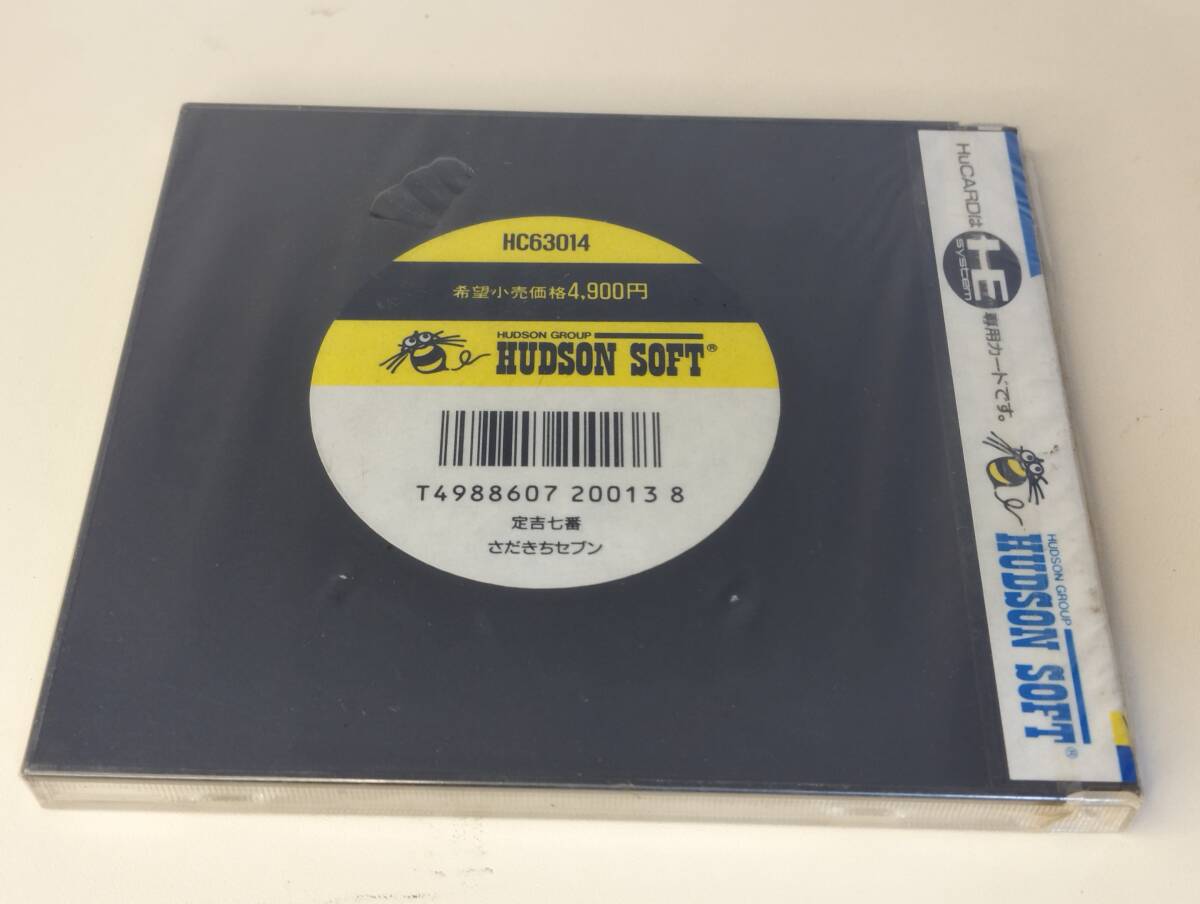 HC63014
希望小売価格4,900円
HUDSON GROUP
HUDSON SOFT®
T4988607 20013 8
定吉七番
さだきちセブン
HuCARDは HE system 専用カードです。
HUDSON GROUP
HUDSON SOFT®